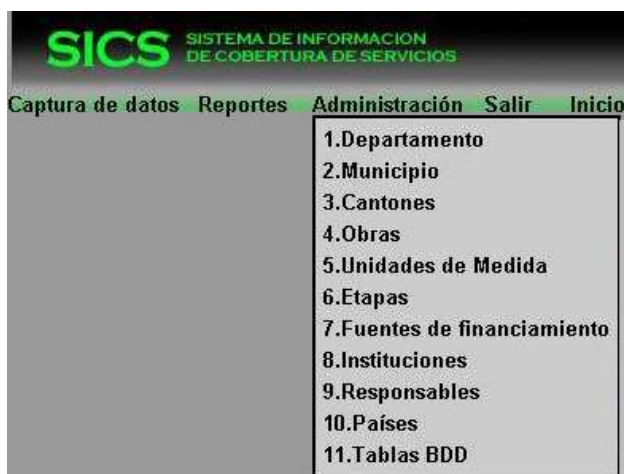 SICS
SISTEMA DE INFORMACION
DE COBERTURA DE SERVICIOS
Captura de datos Reportes Administración Salir Inicio
1.Departamento
2.Municipio
3.Cantones
4.Obras
5.Unidades de Medida
6.Etapas
7.Fuentes de financiamiento
8.Instituciones
9.Responsables
10.Países
11.Tablas BDD